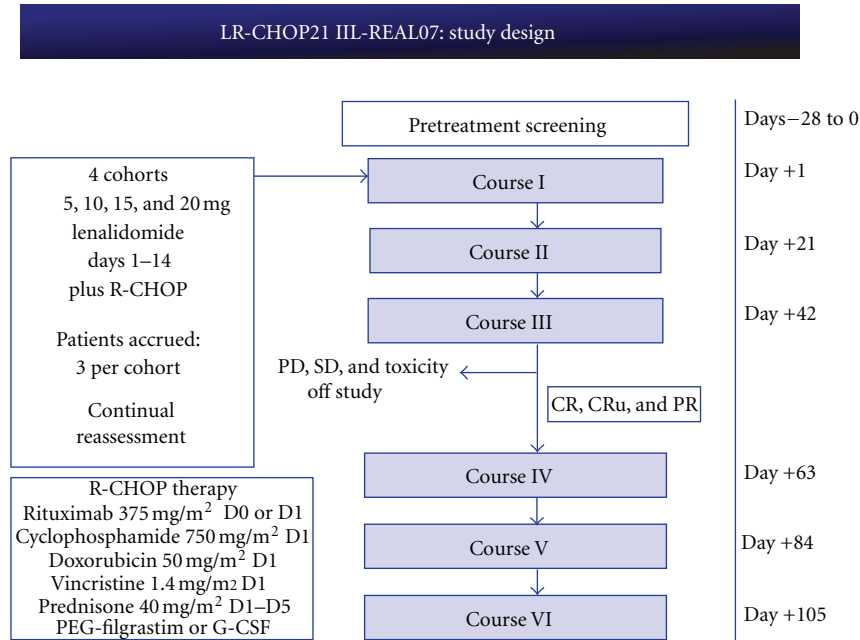 LR-CHOP21 IIL-REAL07: study design
Pretreatment screening
Days−28 to 0
4 cohorts
5, 10, 15, and 20 mg
lenalidomide
days 1–14
plus R-CHOP
Patients accrued:
3 per cohort
Continual
reassessment
Course I
Day +1
Course II
Day +21
Course III
Day +42
PD, SD, and toxicity
off study
CR, CRu, and PR
Course IV
Day +63
Course V
Day +84
Course VI
Day +105
R-CHOP therapy
Rituximab 375 mg/m² D0 or D1
Cyclophosphamide 750 mg/m² D1
Doxorubicin 50 mg/m² D1
Vincristine 1.4 mg/m2 D1
Prednisone 40 mg/m² D1–D5
PEG-filgrastim or G-CSF